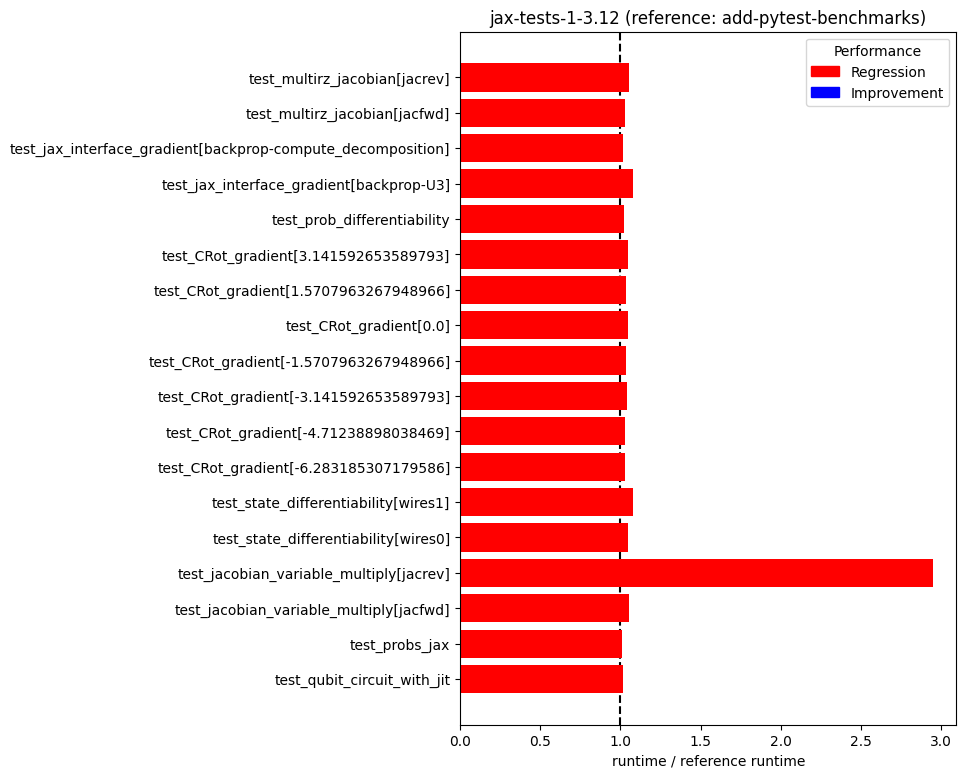 jax-tests-1-3.12 (reference: add-pytest-benchmarks)
Performance
Regression
Improvement
test_multirz_jacobian[jacrev]
test_multirz_jacobian[jacfwd]
test_jax_interface_gradient[backprop-compute_decomposition]
test_jax_interface_gradient[backprop-U3]
test_prob_differentiability
test_CRot_gradient[3.141592653589793]
test_CRot_gradient[1.5707963267948966]
test_CRot_gradient[0.0]
test_CRot_gradient[-1.5707963267948966]
test_CRot_gradient[-3.141592653589793]
test_CRot_gradient[-4.71238898038469]
test_CRot_gradient[-6.283185307179586]
test_state_differentiability[wires1]
test_state_differentiability[wires0]
test_jacobian_variable_multiply[jacrev]
test_jacobian_variable_multiply[jacfwd]
test_probs_jax
test_qubit_circuit_with_jit
0.0 0.5 1.0 1.5 2.0 2.5 3.0
runtime / reference runtime